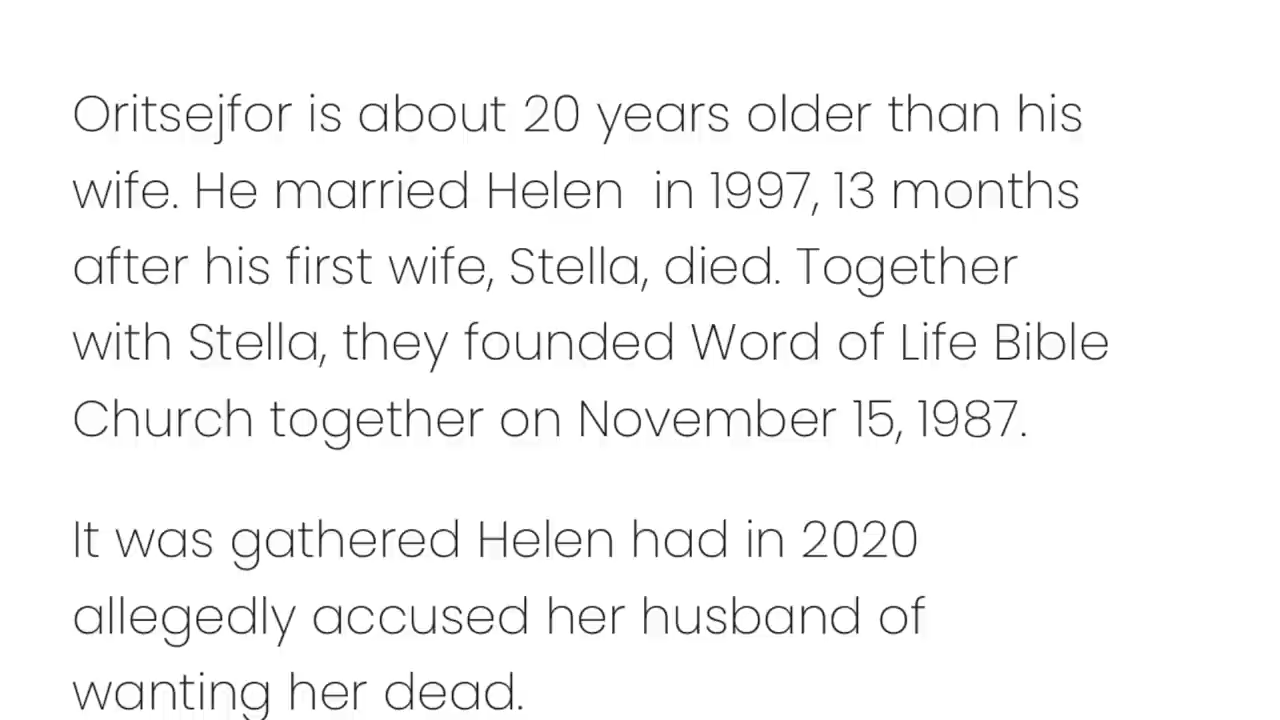 Oritsejfor is about 20 years older than his
wife. He married Helen  in 1997, 13 months
after his first wife, Stella, died. Together
with Stella, they founded Word of Life Bible
Church together on November 15, 1987.
It was gathered Helen had in 2020
allegedly accused her husband of
wanting her dead.